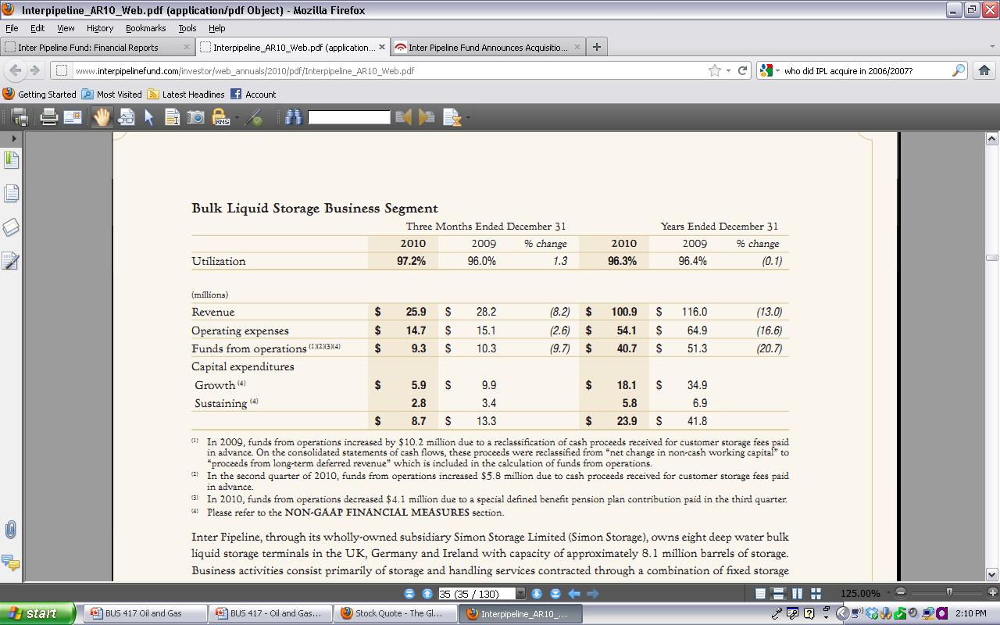 Interpipeline_AR10_Web.pdf (application/pdf Object) - Mozilla Firefox
File Edit View History Bookmarks Tools Help
Inter Pipeline Fund: Financial Reports Interpipeline_AR10_Web.pdf (application... Inter Pipeline Fund Announces Acquisitio...
www.interpipelinefund.com/investor/web_annuals/2010/pdf/Interpipeline_AR10_Web.pdf who did IPL acquire in 2006/2007?
Getting Started Most Visited Latest Headlines Account
RMS
Bulk Liquid Storage Business Segment
Three Months Ended December 31 Years Ended December 31
2010 2009 % change 2010 2009 % change
Utilization 97.2% 96.0% 1.3 96.3% 96.4% (0.1)
(millions)
Revenue $ 25.9 $ 28.2 (8.2) $ 100.9 $ 116.0 (13.0)
Operating expenses $ 14.7 $ 15.1 (2.6) $ 54.1 $ 64.9 (16.6)
Funds from operations (1)(2)(3)(4) $ 9.3 $ 10.3 (9.7) $ 40.7 $ 51.3 (20.7)
Capital expenditures
Growth (4) $ 5.9 $ 9.9 $ 18.1 $ 34.9
Sustaining (4) 2.8 3.4 5.8 6.9
$ 8.7 $ 13.3 $ 23.9 $ 41.8
(1) In 2009, funds from operations increased by $10.2 million due to a reclassification of cash proceeds received for customer storage fees paid
in advance. On the consolidated statements of cash flows, these proceeds were reclassified from “net change in non-cash working capital” to
“proceeds from long-term deferred revenue” which is included in the calculation of funds from operations.
(2) In the second quarter of 2010, funds from operations increased $5.8 million due to cash proceeds received for customer storage fees paid
in advance.
(3) In 2010, funds from operations decreased $4.1 million due to a special defined benefit pension plan contribution paid in the third quarter.
(4) Please refer to the NON-GAAP FINANCIAL MEASURES section.
Inter Pipeline, through its wholly-owned subsidiary Simon Storage Limited (Simon Storage), owns eight deep water bulk
liquid storage terminals in the UK, Germany and Ireland with capacity of approximately 8.1 million barrels of storage.
Business activities consist primarily of storage and handling services contracted through a combination of fixed storage
35 (35 / 130) 125.00%
start BUS 417 Oil and Gas BUS 417 - Oil and Gas... Stock Quote - The Gl... Interpipeline_AR10_... 2:10 PM